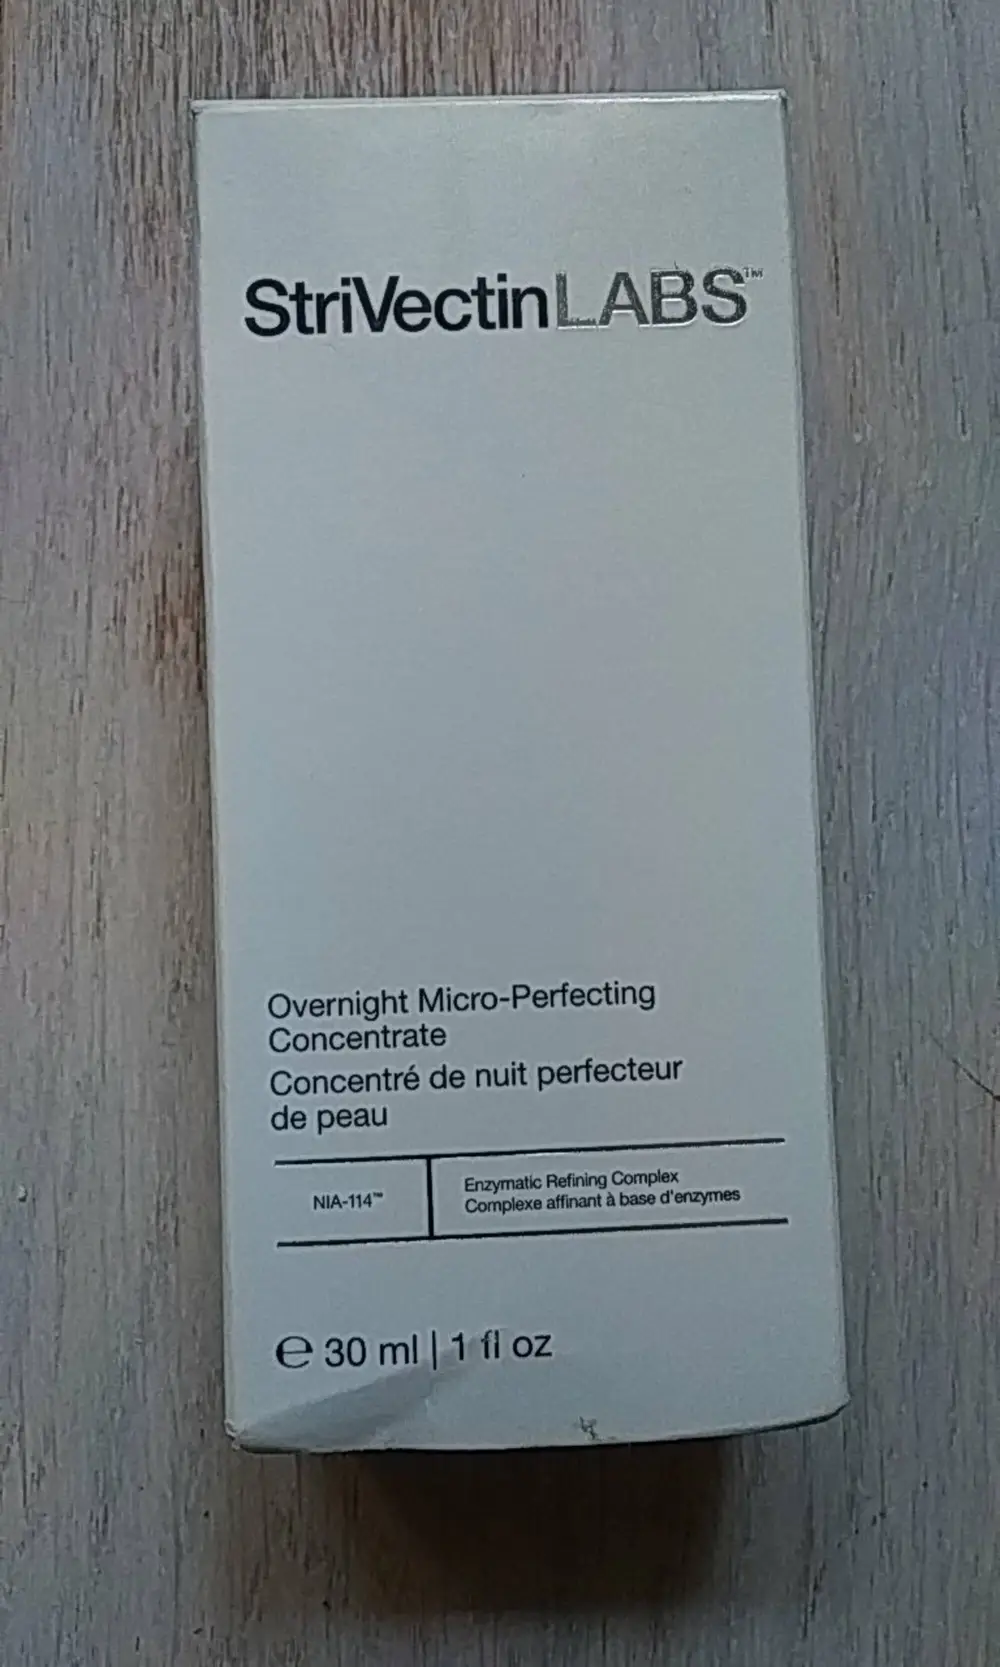 StriVectinLABS™
Overnight Micro-Perfecting
Concentrate
Concentré de nuit perfecteur
de peau
NIA-114™
Enzymatic Refining Complex
Complexe affinant à base d'enzymes
℮ 30 ml | 1 fl oz